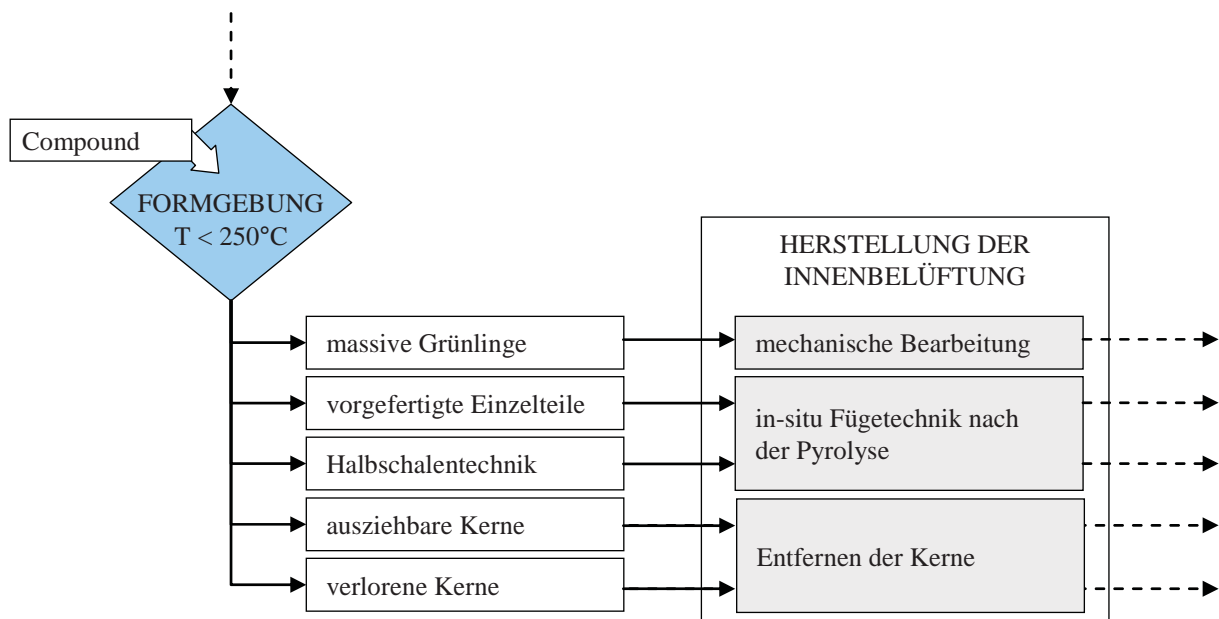 Compound
FORMGEBUNG
T < 250°C
HERSTELLUNG DER
INNENBELÜFTUNG
massive Grünlinge
mechanische Bearbeitung
vorgefertigte Einzelteile
in-situ Fügetechnik nach
der Pyrolyse
Halbschalentechnik
ausziehbare Kerne
Entfernen der Kerne
verlorene Kerne